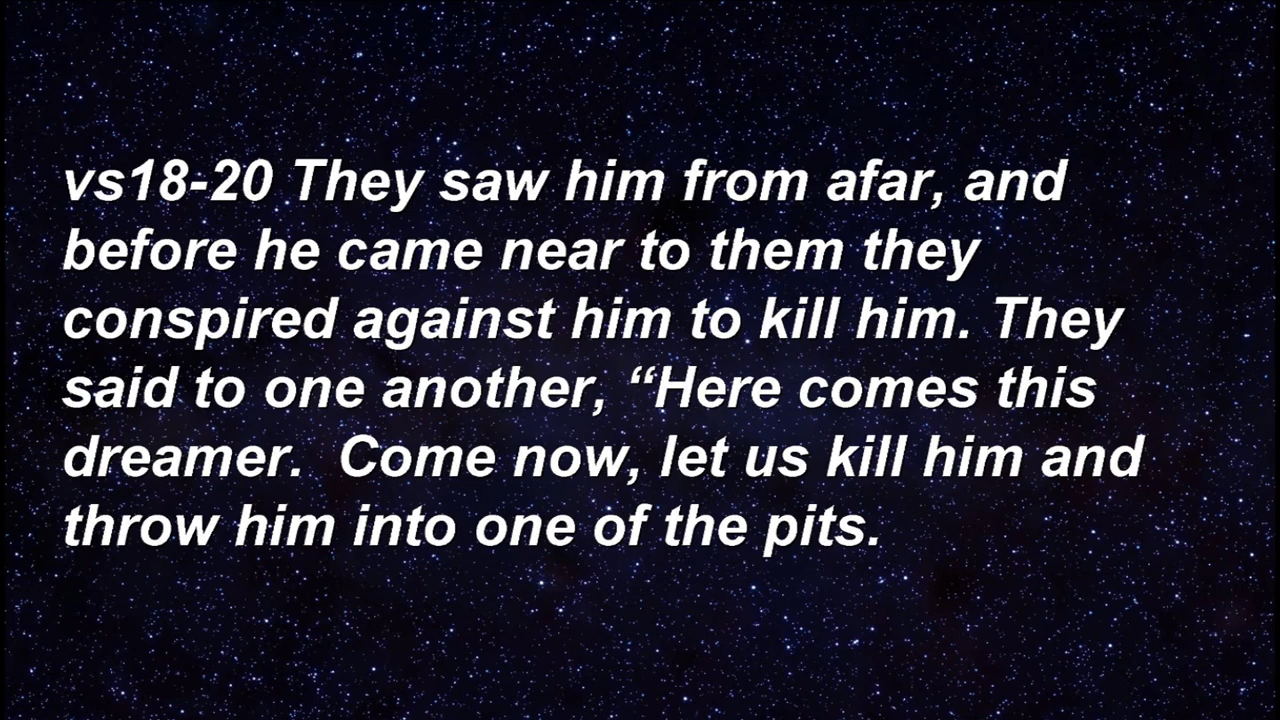 vs18-20 They saw him from afar, and
before he came near to them they
conspired against him to kill him. They
said to one another, “Here comes this
dreamer.  Come now, let us kill him and
throw him into one of the pits.